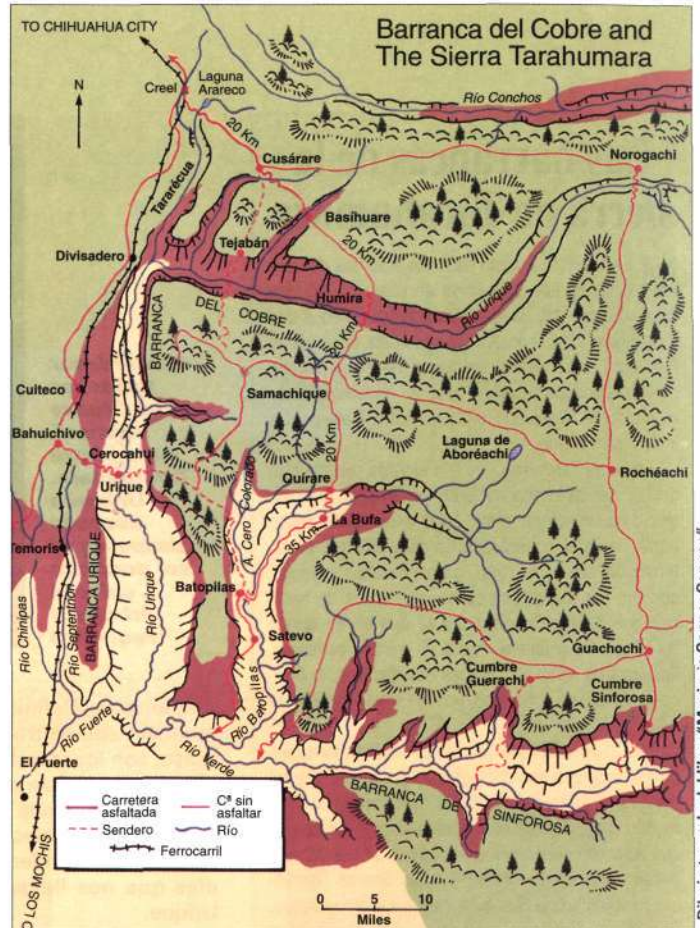 Barranca del Cobre and
The Sierra Tarahumara
TO CHIHUAHUA CITY
N
Creel
Laguna
Arareco
Río Conchos
20 Km
Cusárare
Norogachi
Tararécua
Basíhuare
Tejabán
20 Km
Divisadero
Humira
Río Urique
BARRANCA
DEL COBRE
20 Km
Cuiteco
Samachique
Bahuichivo
Cerocahui
Laguna de
Aboréachi
Urique
A. Cero Colorado
Quírare
20 Km
Rochéachi
La Bufa
35 Km
Temoris
BARRANCA URIQUE
Río Septentrión
Río Urique
Batopilas
Río Chinipas
Satevo
Guachochi
Cumbre
Guerachi
Cumbre
Sinforosa
Río Batopilas
Río Fuerte
Río Verde
El Fuerte
BARRANCA DE SINFOROSA
Carretera
asfaltada
Cª sin
asfaltar
Sendero
Río
Ferrocarril
O LOS MOCHIS
0 5 10
Miles